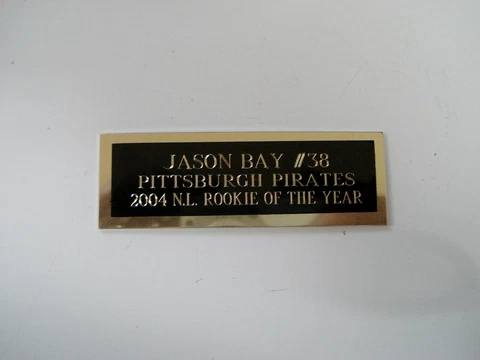 JASON BAY #38
PITTSBURGH PIRATES
2004 N.L. ROOKIE OF THE YEAR